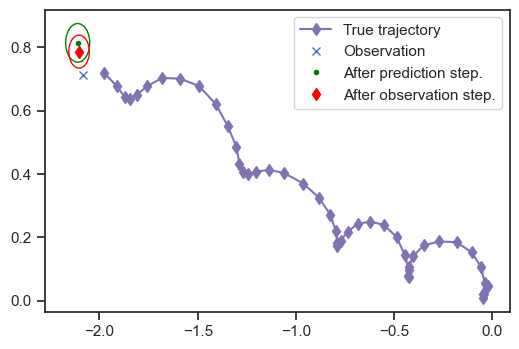 True trajectory
Observation
After prediction step.
After observation step.
0.8
0.6
0.4
0.2
0.0
−2.0
−1.5
−1.0
−0.5
0.0